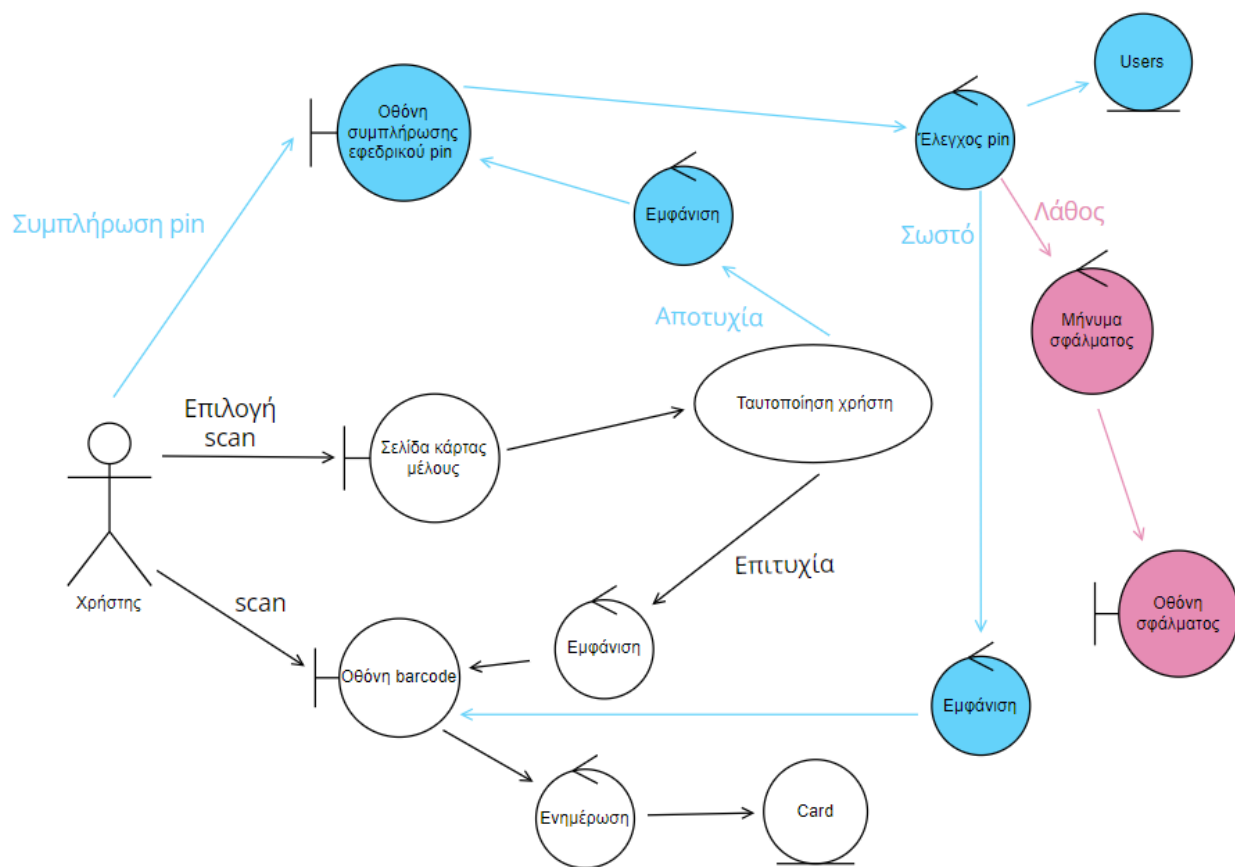 Users
Οθόνη
συμπλήρωσης
εφεδρικού pin
Έλεγχος pin
Συμπλήρωση pin
Εμφάνιση
Σωστό
Λάθος
Αποτυχία
Μήνυμα
σφάλματος
Επιλογή
scan
Σελίδα κάρτας
μέλους
Ταυτοποίηση χρήστη
Επιτυχία
Χρήστης
scan
Εμφάνιση
Οθόνη
σφάλματος
Οθόνη barcode
Εμφάνιση
Ενημέρωση
Card